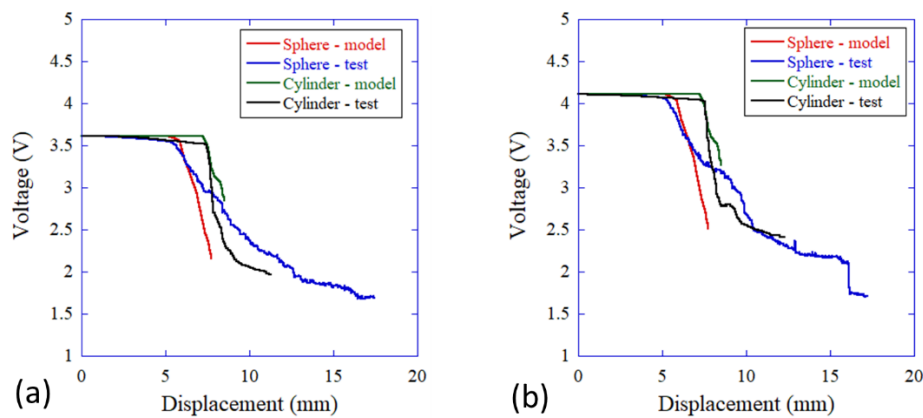 5
4.5
4
3.5
3
2.5
2
1.5
1
Voltage (V)
Sphere - model
Sphere - test
Cylinder - model
Cylinder - test
0 5 10 15 20
Displacement (mm)
(a)
5
4.5
4
3.5
3
2.5
2
1.5
1
Voltage (V)
Sphere - model
Sphere - test
Cylinder - model
Cylinder - test
0 5 10 15 20
Displacement (mm)
(b)